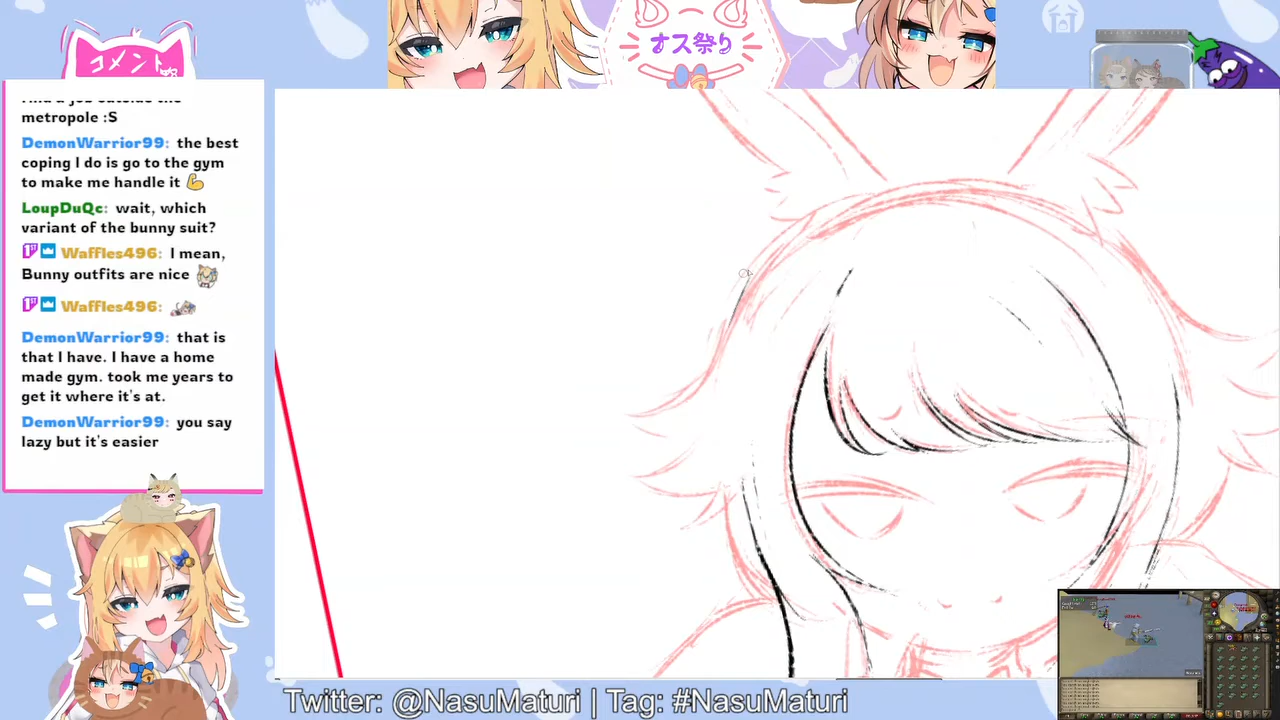 コメント
ナス祭り
metropole :S
DemonWarrior99: the best
coping I do is go to the gym
to make me handle it 💪
LoupDuQc: wait, which
variant of the bunny suit?
Waffles496: I mean,
Bunny outfits are nice
Waffles496:
DemonWarrior99: that is
that I have. I have a home
made gym. took me years to
get it where it's at.
DemonWarrior99: you say
lazy but it's easier
Twitter: @NasuMaturi | Tag: #NasuMaturi